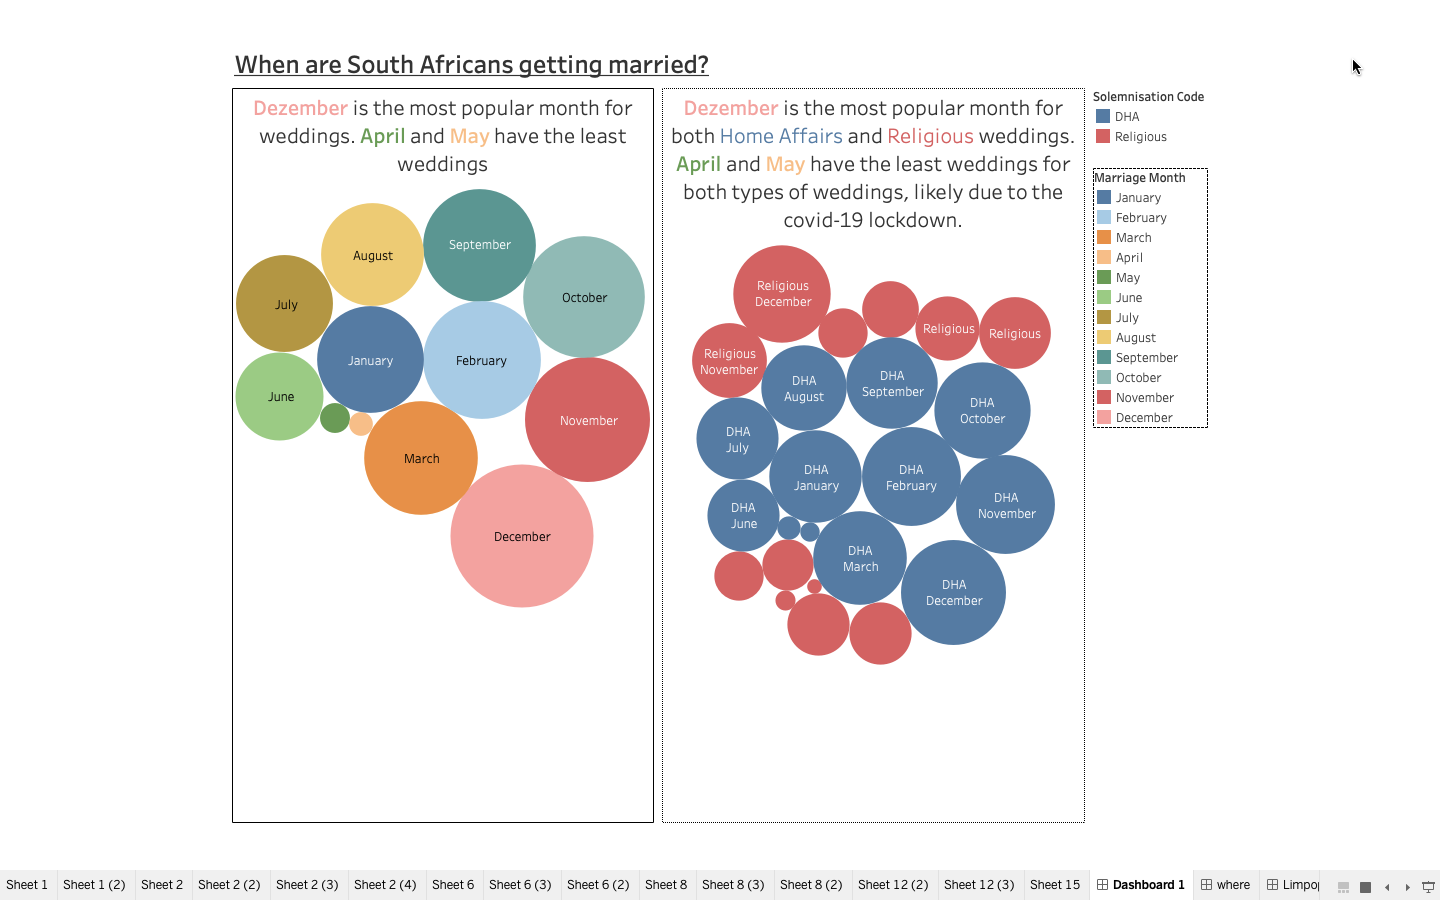 When are South Africans getting married?
Dezember is the most popular month for
weddings. April and May have the least
weddings
August
September
October
July
January
February
June
November
March
December
Dezember is the most popular month for
both Home Affairs and Religious weddings.
April and May have the least weddings for
both types of weddings, likely due to the
covid-19 lockdown.
Religious
December
Religious
Religious
Religious
November
DHA
August
DHA
September
DHA
October
DHA
July
DHA
January
DHA
February
DHA
November
DHA
June
DHA
March
DHA
December
Solemnisation Code
DHA
Religious
Marriage Month
January
February
March
April
May
June
July
August
September
October
November
December
Sheet 1
Sheet 1 (2)
Sheet 2
Sheet 2 (2)
Sheet 2 (3)
Sheet 2 (4)
Sheet 6
Sheet 6 (3)
Sheet 6 (2)
Sheet 8
Sheet 8 (3)
Sheet 8 (2)
Sheet 12 (2)
Sheet 12 (3)
Sheet 15
Dashboard 1
where
Limpo